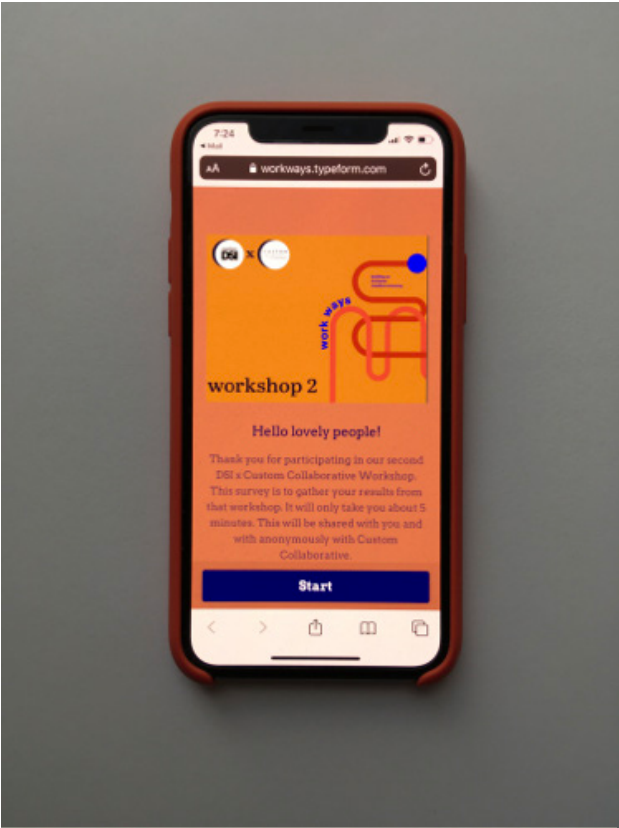 7:24
Mail
AA workways.typeform.com
DSI x CUSTOM
work ways
workshop 2
Hello lovely people!
Thank you for participating in our second
DSI x Custom Collaborative Workshop.
This survey is to gather your results from
that workshop. It will only take you about 5
minutes. This will be shared with you and
with anonymously with Custom
Collaborative.
Start